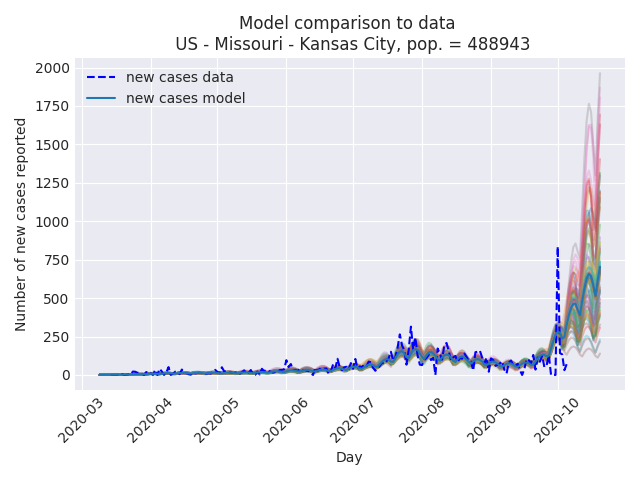 Model comparison to data
US - Missouri - Kansas City, pop. = 488943
new cases data
new cases model
Number of new cases reported
2000
1750
1500
1250
1000
750
500
250
0
2020-03
2020-04
2020-05
2020-06
2020-07
2020-08
2020-09
2020-10
Day